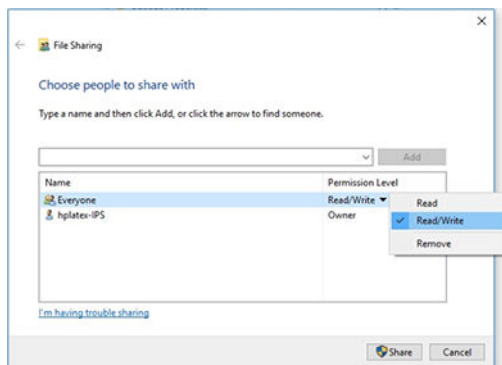 File Sharing
Choose people to share with
Type a name and then click Add, or click the arrow to find someone.
Add
Name Permission Level
Everyone Read/Write
hplatex-IPS Owner
Read
Read/Write
Remove
I'm having trouble sharing
Share Cancel